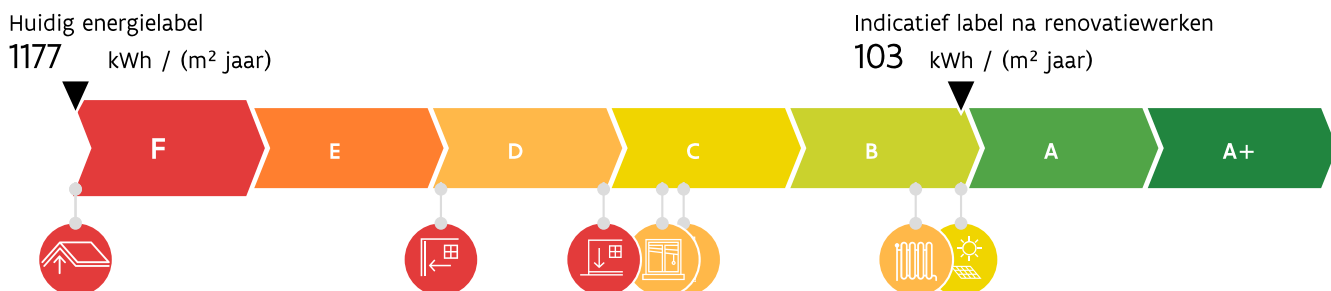 Huidig energielabel
1177 kWh / (m² jaar)
Indicatief label na renovatiewerken
103 kWh / (m² jaar)
F E D C B A A+